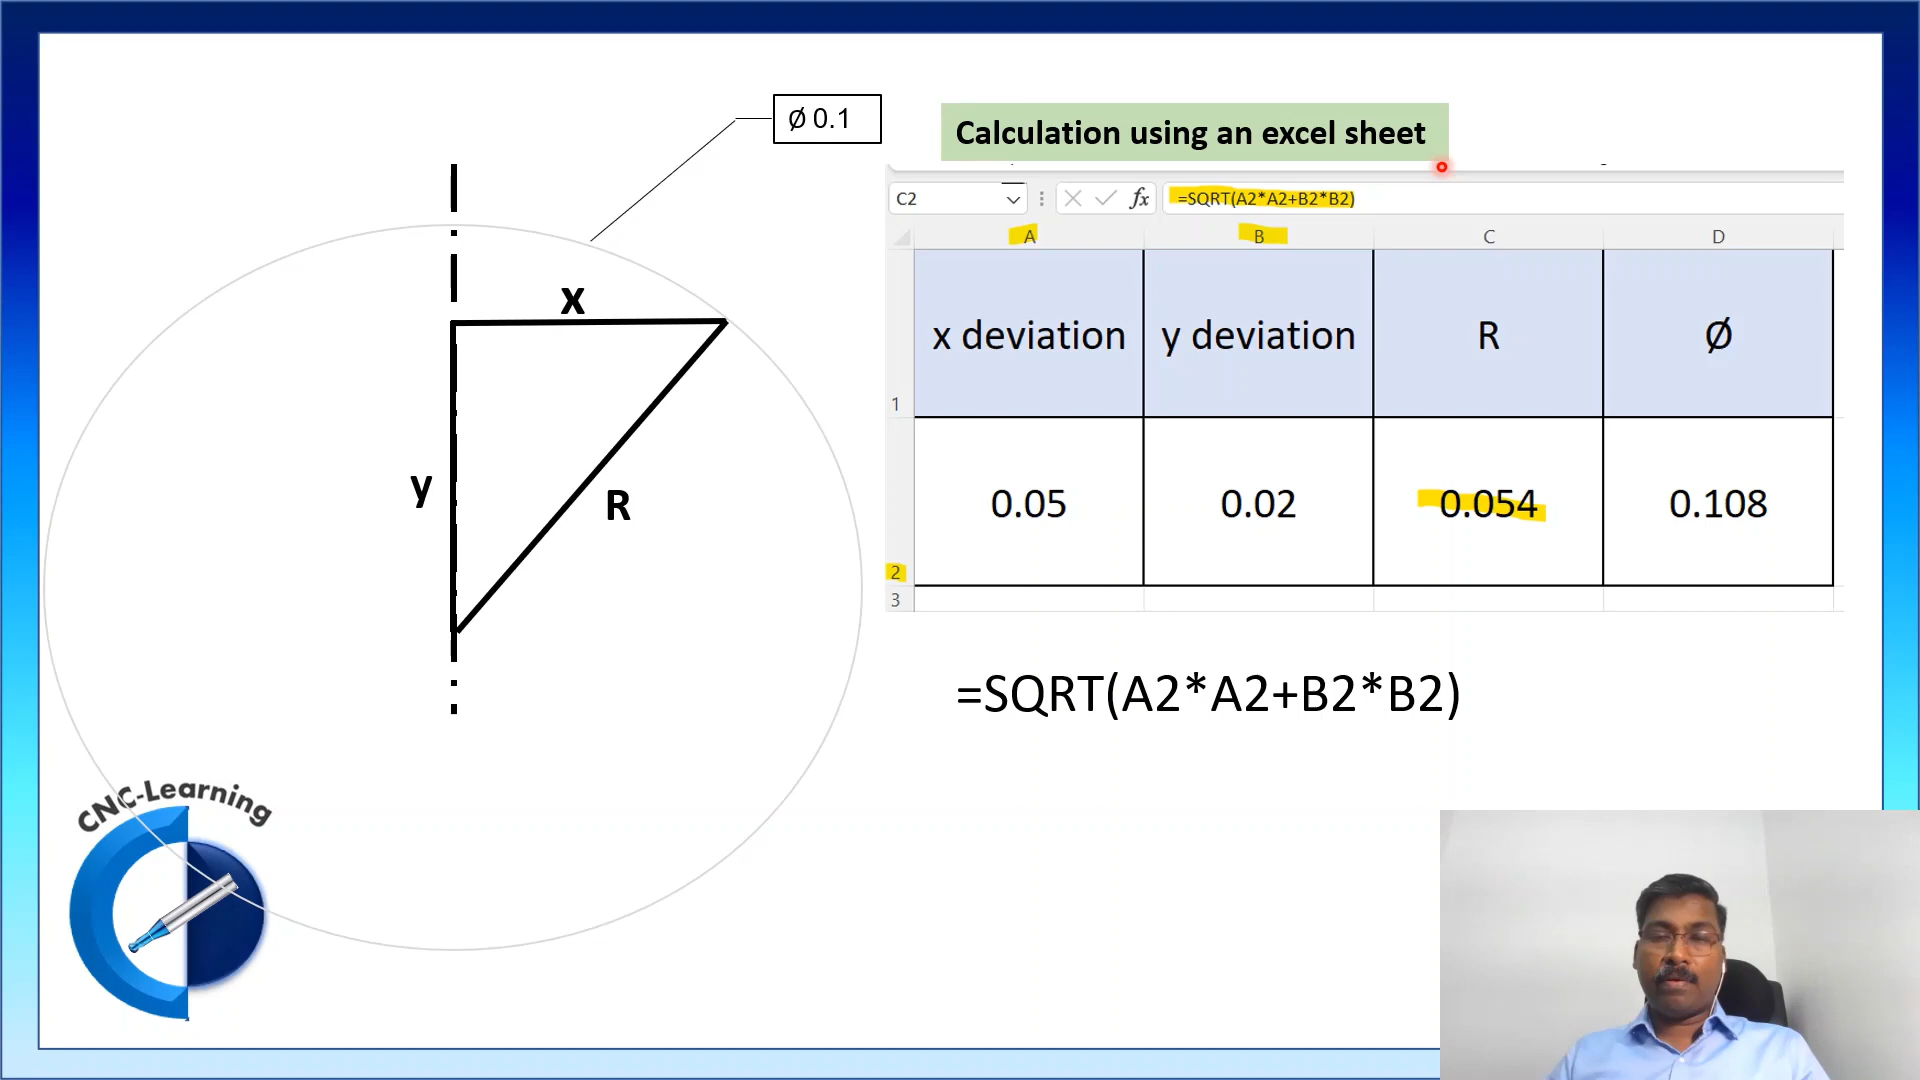 Ø 0.1
Calculation using an excel sheet
C2
fx
=SQRT(A2*A2+B2*B2)
A B C D
x deviation y deviation R Ø
1
0.05 0.02 0.054 0.108
2
3
x
y
R
=SQRT(A2*A2+B2*B2)
CNC-Learning